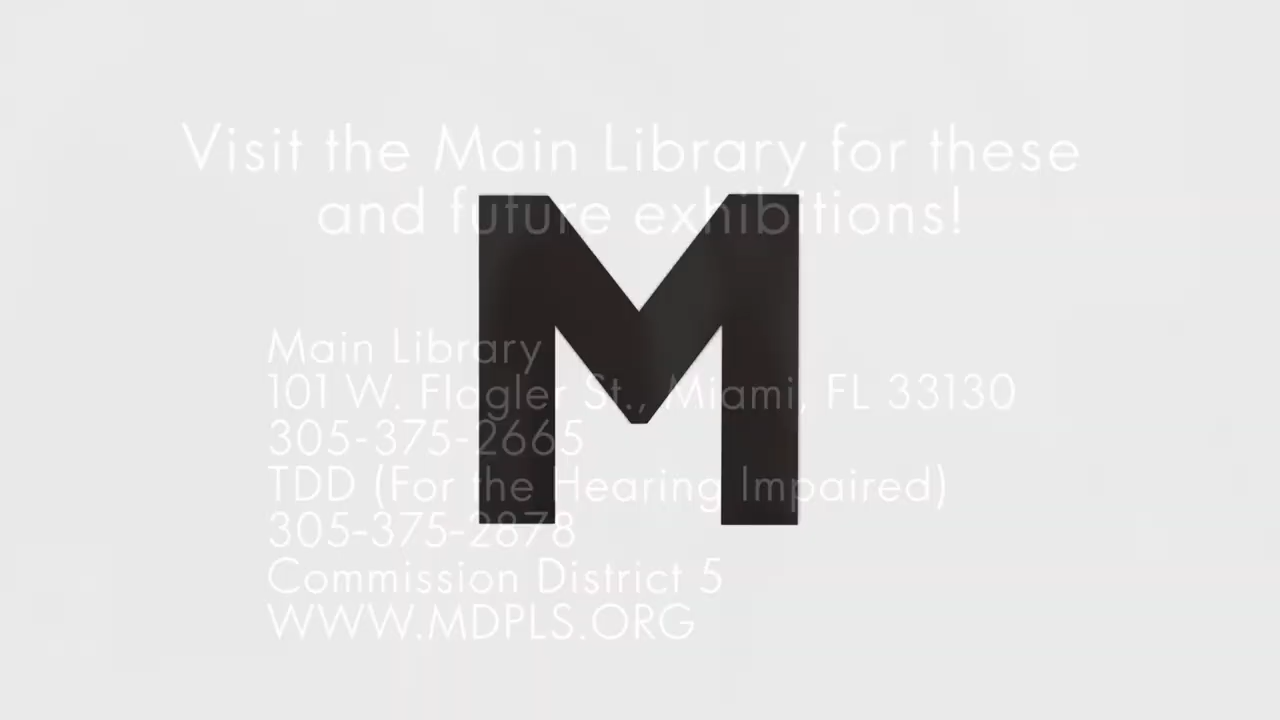 Visit the Main Library for these
and future exhibitions!
M
Main Library
101 W. Flagler St., Miami, FL 33130
305-375-2665
TDD (For the Hearing Impaired)
305-375-2878
Commission District 5
WWW.MDPLS.ORG